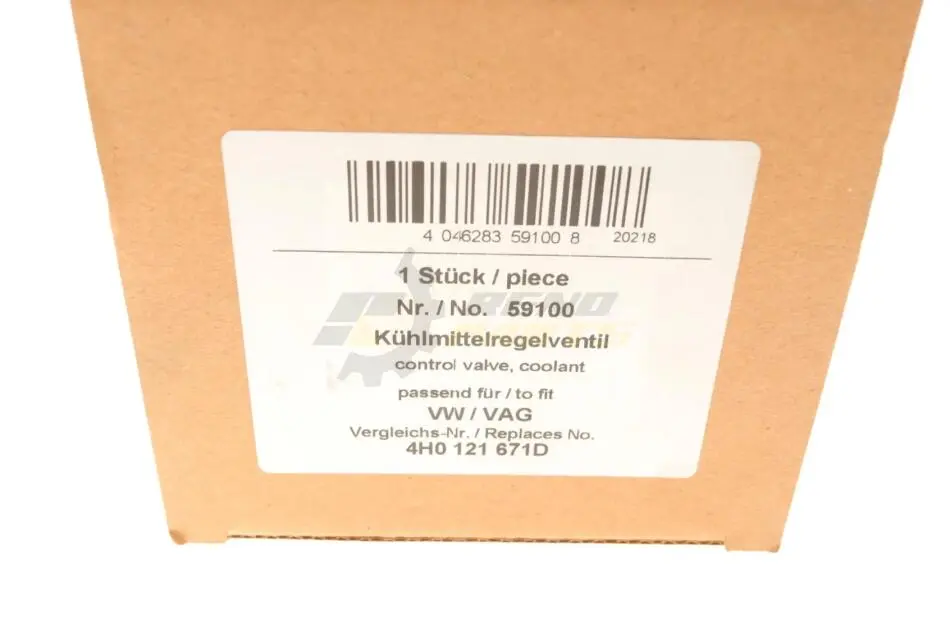 4 046283 59100 8 20218
1 Stück / piece
Nr. / No. 59100
Kühlmittelregelventil
control valve, coolant
passend für / to fit
VW / VAG
Vergleichs-Nr. / Replaces No.
4H0 121 671D